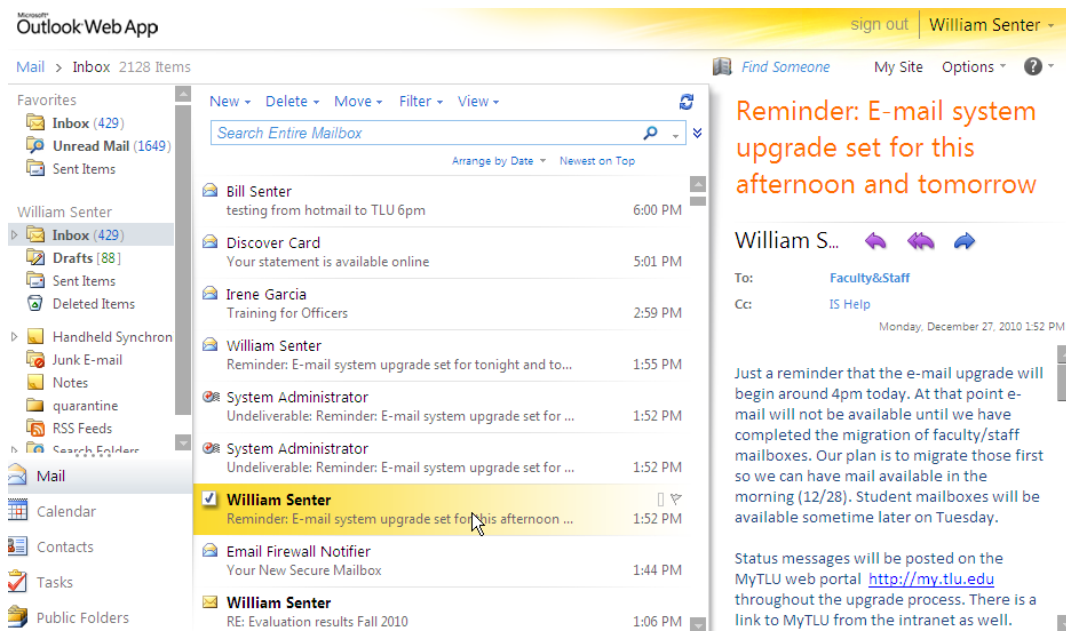 Microsoft®
Outlook Web App
sign out William Senter
Mail > Inbox 2128 Items
Find Someone My Site Options ?
Favorites
Inbox (429)
Unread Mail (1649)
Sent Items
William Senter
Inbox (429)
Drafts [88]
Sent Items
Deleted Items
Handheld Synchron
Junk E-mail
Notes
quarantine
RSS Feeds
Search Folders
Mail
Calendar
Contacts
Tasks
Public Folders
New Delete Move Filter View
Search Entire Mailbox
Arrange by Date Newest on Top
Bill Senter
testing from hotmail to TLU 6pm 6:00 PM
Discover Card
Your statement is available online 5:01 PM
Irene Garcia
Training for Officers 2:59 PM
William Senter
Reminder: E-mail system upgrade set for tonight and to... 1:55 PM
System Administrator
Undeliverable: Reminder: E-mail system upgrade set for ... 1:52 PM
System Administrator
Undeliverable: Reminder: E-mail system upgrade set for ... 1:52 PM
William Senter
Reminder: E-mail system upgrade set for this afternoon ... 1:52 PM
Email Firewall Notifier
Your New Secure Mailbox 1:44 PM
William Senter
RE: Evaluation results Fall 2010 1:06 PM
Reminder: E-mail system
upgrade set for this
afternoon and tomorrow
William S...
To: Faculty&Staff
Cc: IS Help
Monday, December 27, 2010 1:52 PM
Just a reminder that the e-mail upgrade will
begin around 4pm today. At that point e-
mail will not be available until we have
completed the migration of faculty/staff
mailboxes. Our plan is to migrate those first
so we can have mail available in the
morning (12/28). Student mailboxes will be
available sometime later on Tuesday.
Status messages will be posted on the
MyTLU web portal http://my.tlu.edu
throughout the upgrade process. There is a
link to MyTLU from the intranet as well.